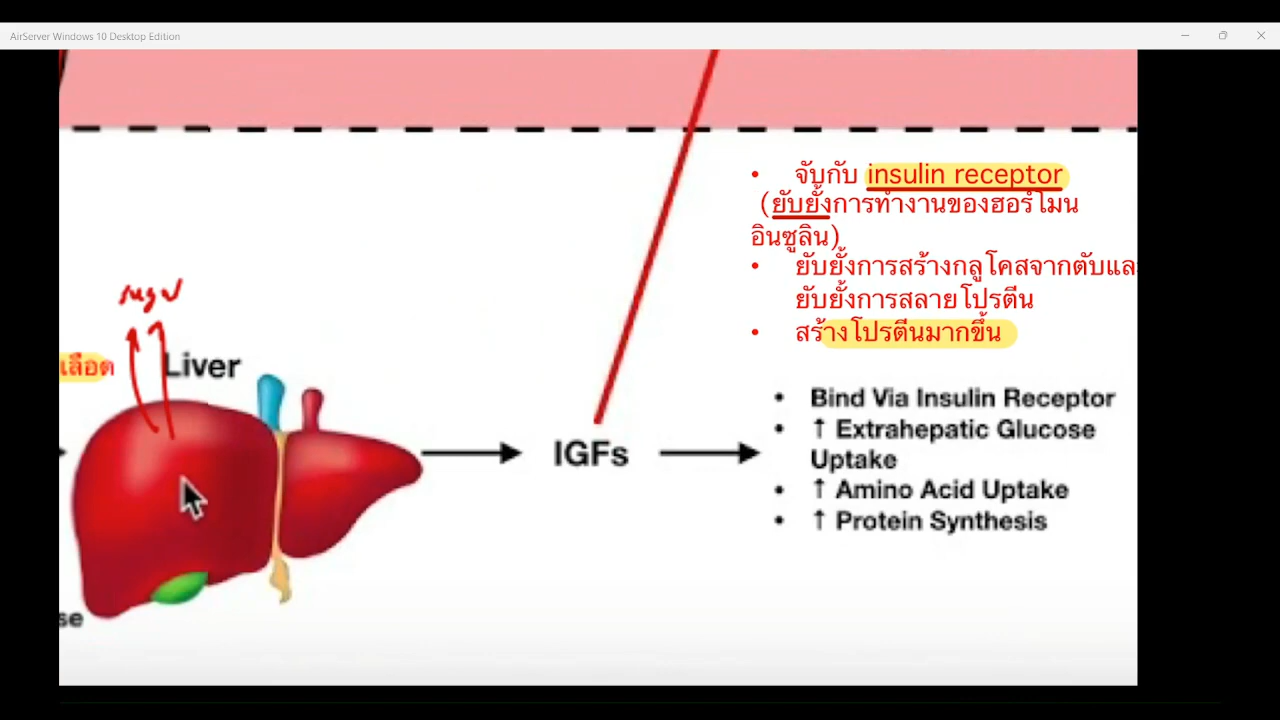 AirServer Windows 10 Desktop Edition
• จับกับ insulin receptor
(ยับยั้งการทำงานของฮอร์โมน
อินซูลิน)
• ยับยั้งการสร้างกลูโคสจากตับแล
ยับยั้งการสลายโปรตีน
• สร้างโปรตีนมากขึ้น
เลือด
Liver
IGFs
• Bind Via Insulin Receptor
• ↑ Extrahepatic Glucose
Uptake
• ↑ Amino Acid Uptake
• ↑ Protein Synthesis
se